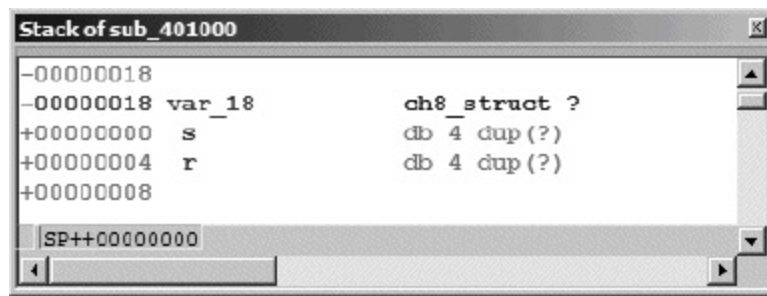 Stack of sub_401000
-00000018
-00000018 var_18 ch8_struct ?
+00000000 s db 4 dup(?)
+00000004 r db 4 dup(?)
+00000008
SP++00000000